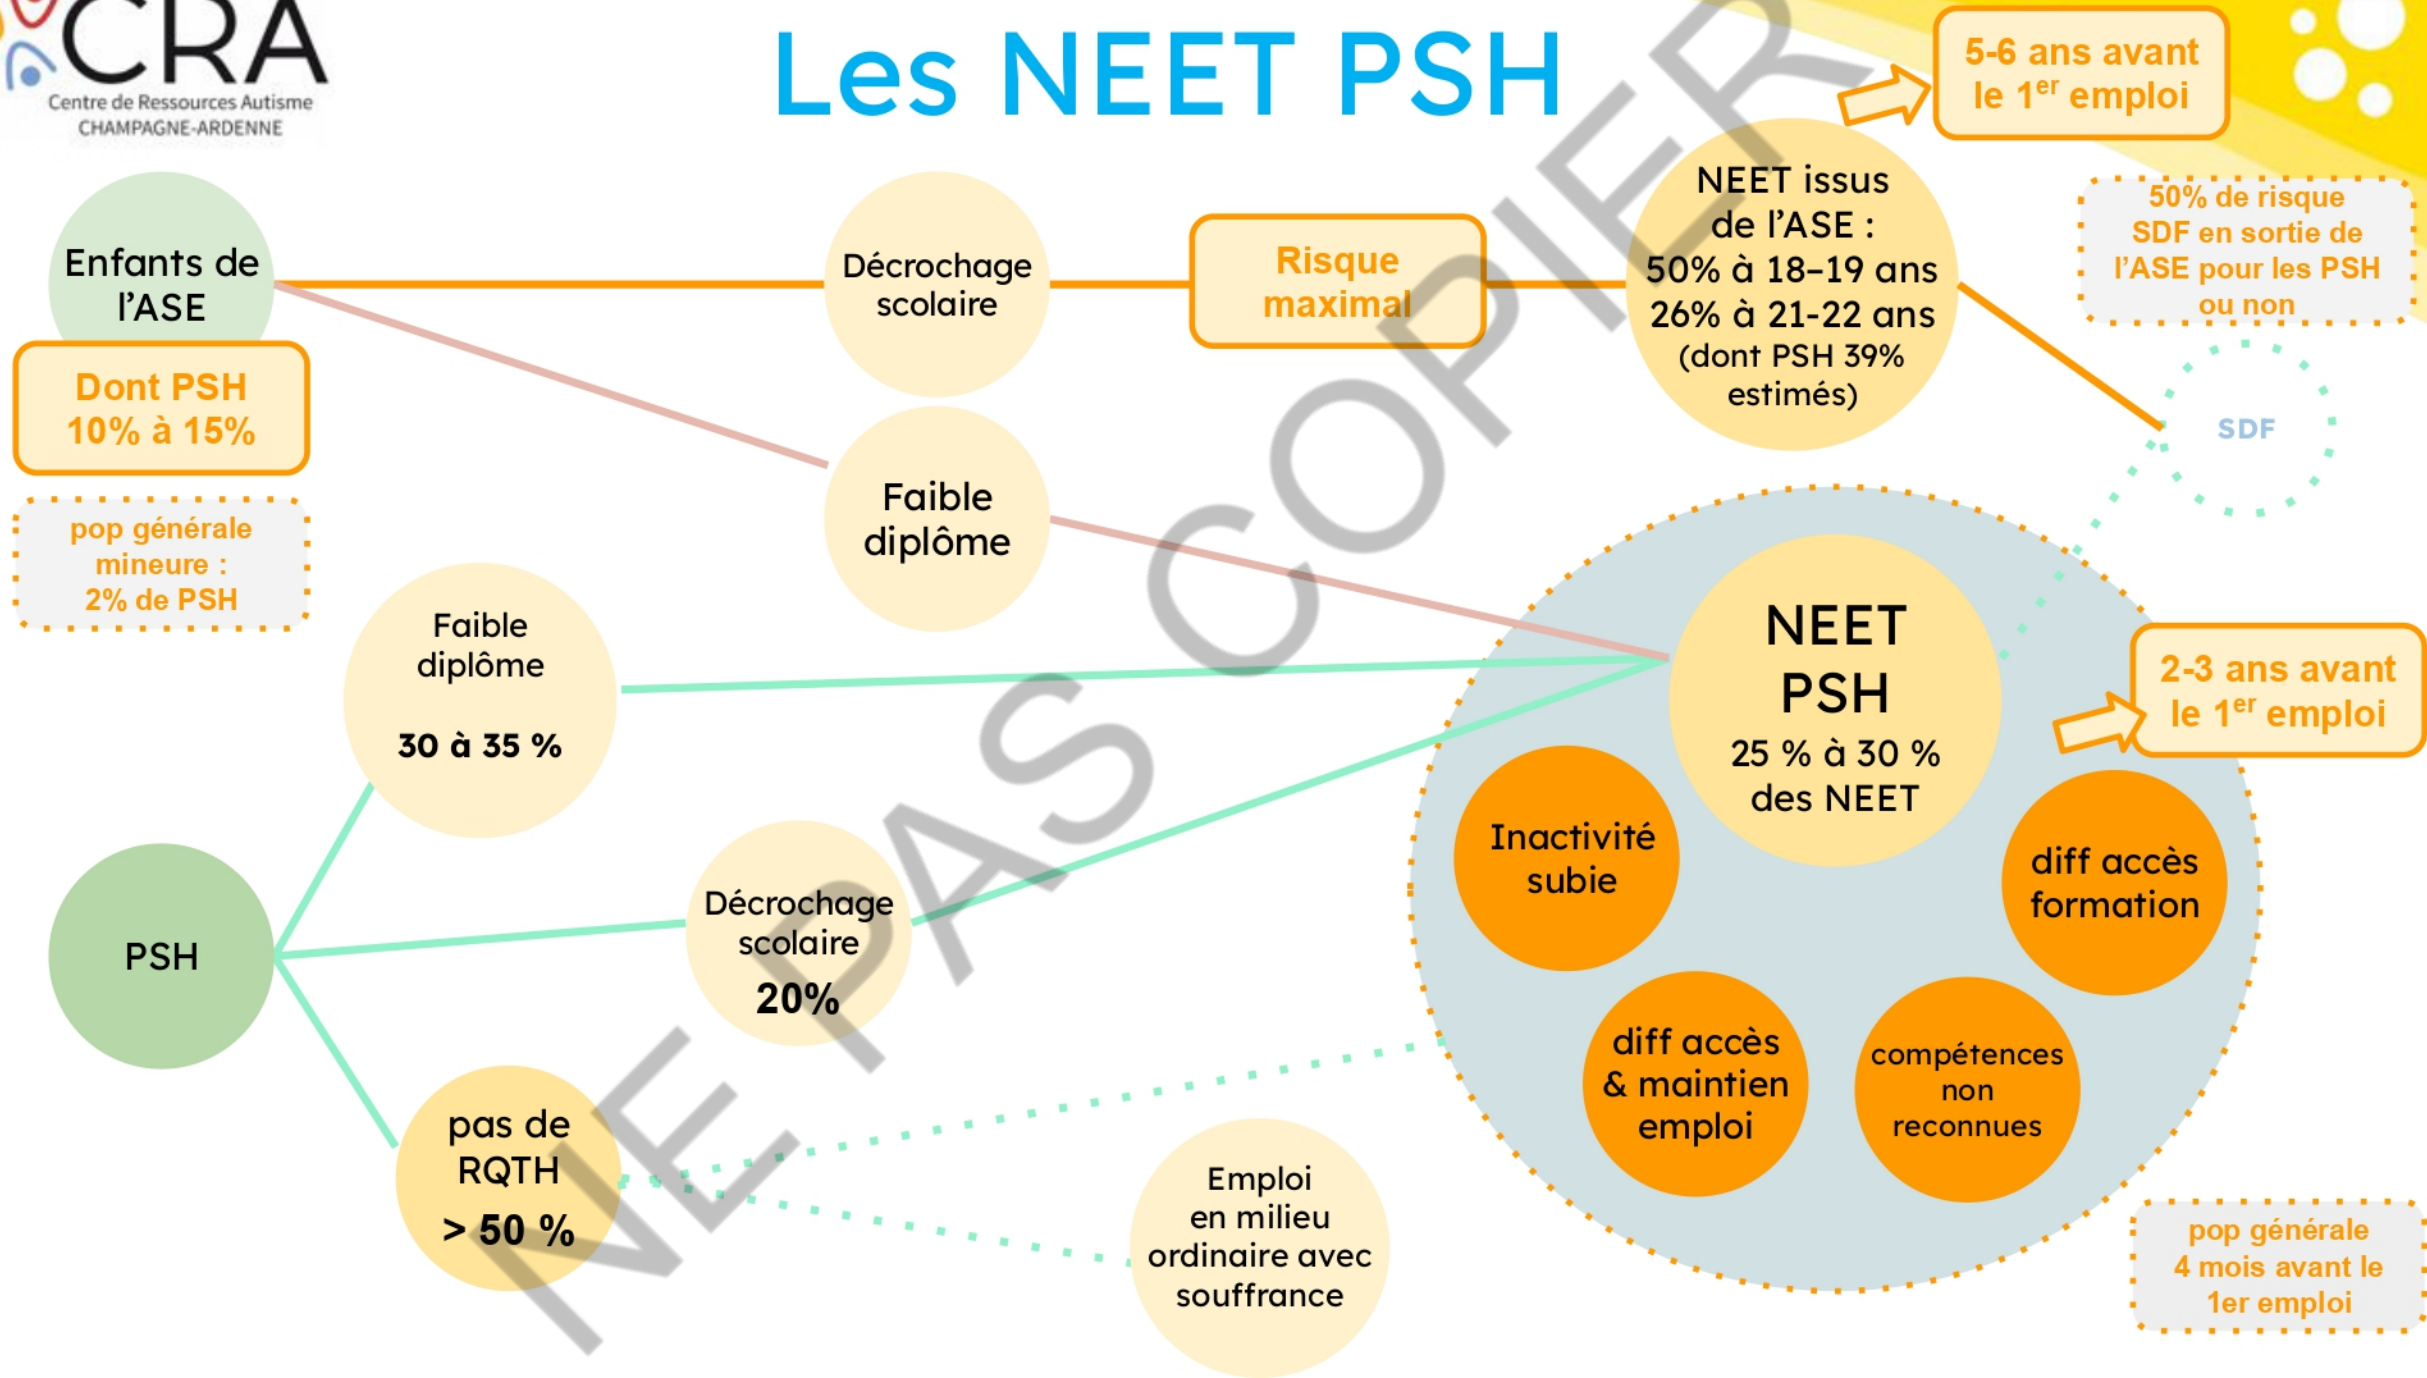 CRA
Centre de Ressources Autisme
CHAMPAGNE-ARDENNE
Les NEET PSH
5-6 ans avant
le 1er emploi
Enfants de
l'ASE
Dont PSH
10% à 15%
pop générale
mineure :
2% de PSH
Décrochage
scolaire
Risque
maximal
NEET issus
de l'ASE :
50% à 18–19 ans
26% à 21-22 ans
(dont PSH 39%
estimés)
50% de risque
SDF en sortie de
l'ASE pour les PSH
ou non
SDF
Faible
diplôme
Faible
diplôme
30 à 35 %
NEET
PSH
25 % à 30 %
des NEET
2-3 ans avant
le 1er emploi
Inactivité
subie
diff accès
formation
diff accès
& maintien
emploi
compétences
non
reconnues
PSH
Décrochage
scolaire
20%
pas de
RQTH
> 50 %
Emploi
en milieu
ordinaire avec
souffrance
pop générale
4 mois avant le
1er emploi
NE PAS COPIER